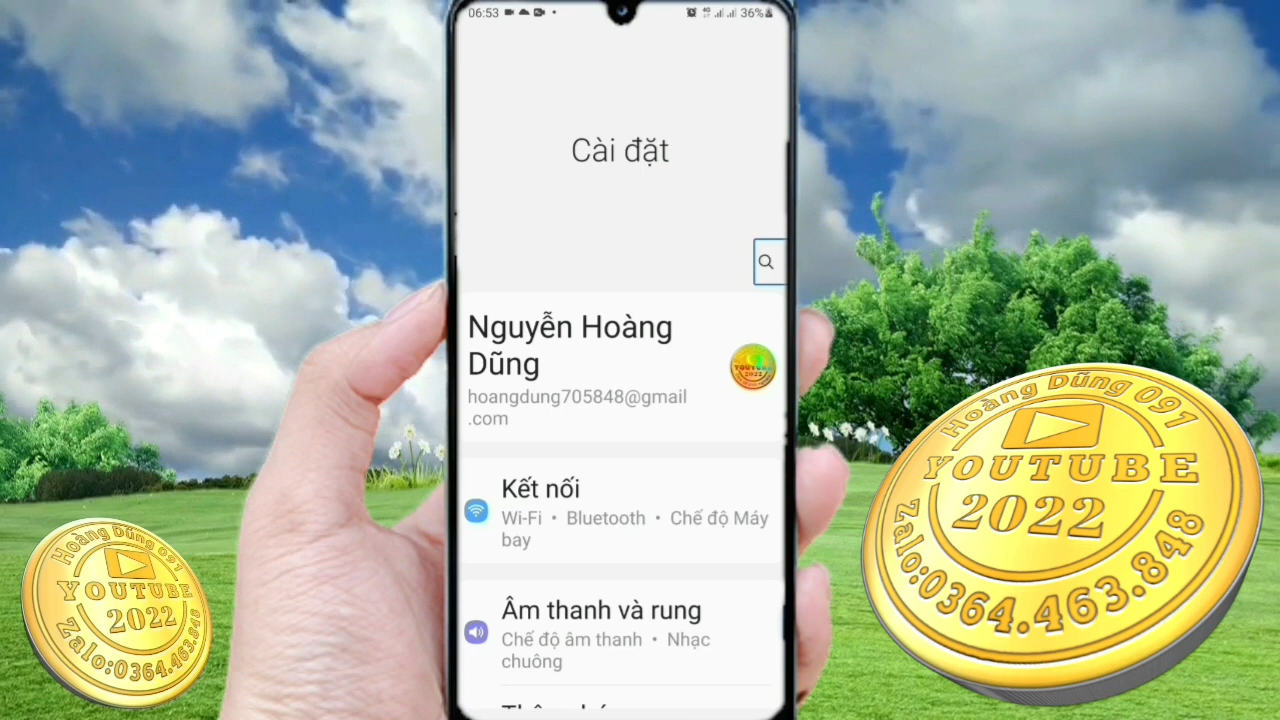 06:53
36%
Cài đặt
Nguyễn Hoàng
Dũng
hoangdung705848@gmail
.com
YOUTUBE
2022
Kết nối
Wi-Fi • Bluetooth • Chế độ Máy
bay
Âm thanh và rung
Chế độ âm thanh • Nhạc
chuông
Hoàng Dũng 091
YOUTUBE
2022
Zalo:0364.463.848
Hoàng Dũng 091
YOUTUBE
2022
Zalo:0364.463.848